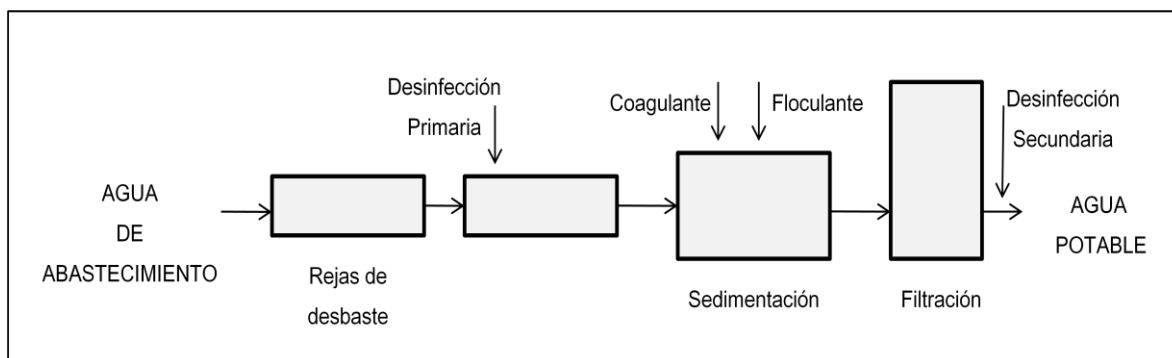 AGUA
DE
ABASTECIMIENTO
Rejas de
desbaste
Desinfección
Primaria
Coagulante
Floculante
Sedimentación
Filtración
Desinfección
Secundaria
AGUA
POTABLE